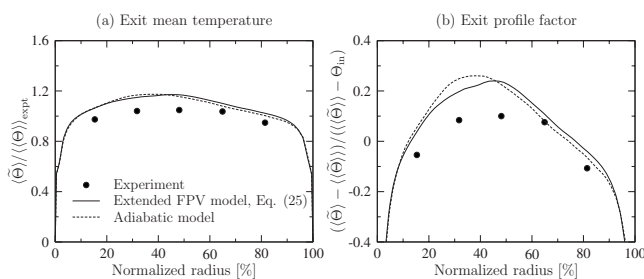 (a) Exit mean temperature
1.6
1.2
0.8
0.4
0
⟨Θ̃⟩/⟨⟨Θ⟩⟩expt
Experiment
Extended FPV model, Eq. (25)
Adiabatic model
0 20 40 60 80 100
Normalized radius [%]
(b) Exit profile factor
0.4
0.2
0
-0.2
-0.4
(⟨Θ̃⟩ − ⟨⟨Θ̃⟩⟩)/(⟨⟨Θ̃⟩⟩ − Θin)
0 20 40 60 80 100
Normalized radius [%]